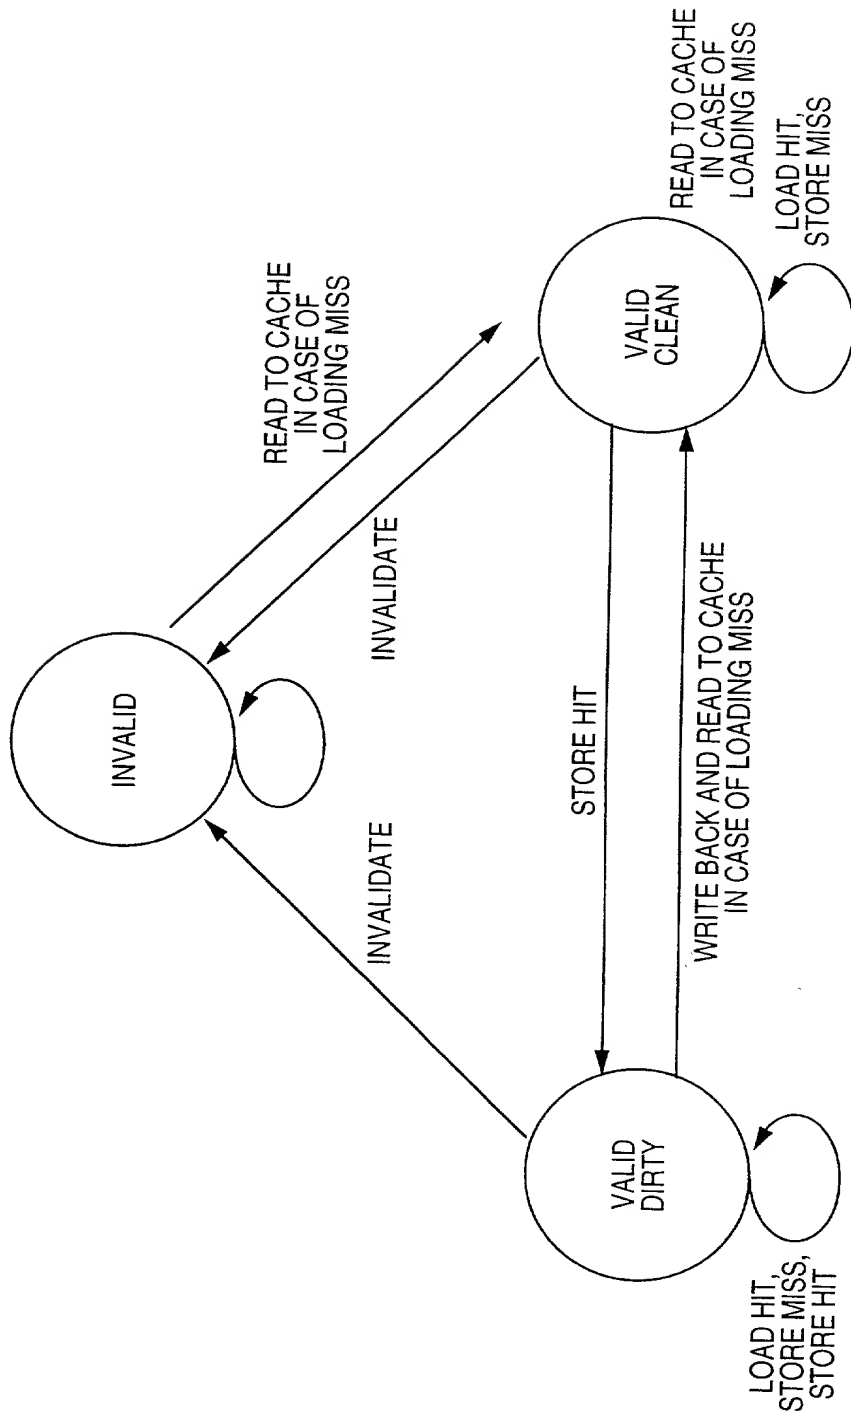 INVALID
READ TO CACHE
IN CASE OF
LOADING MISS
INVALIDATE
INVALIDATE
STORE HIT
WRITE BACK AND READ TO CACHE
IN CASE OF LOADING MISS
VALID
DIRTY
VALID
CLEAN
LOAD HIT,
STORE MISS,
STORE HIT
READ TO CACHE
IN CASE OF
LOADING MISS
LOAD HIT,
STORE MISS